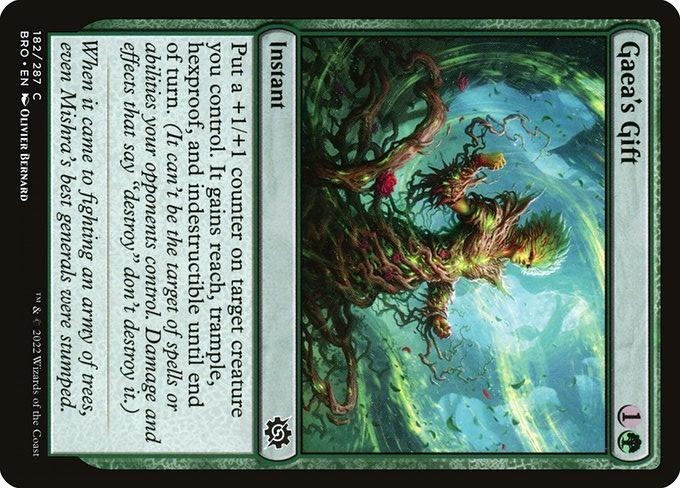 Gaea's Gift 1
Instant
Put a +1/+1 counter on target creature
you control. It gains reach, trample,
hexproof, and indestructible until end
of turn. (It can't be the target of spells or
abilities your opponents control. Damage and
effects that say "destroy" don't destroy it.)
When it came to fighting an army of trees,
even Mishra's best generals were stumped.
182/287 C
BRO • EN OLIVIER BERNARD
™ & © 2022 Wizards of the Coast